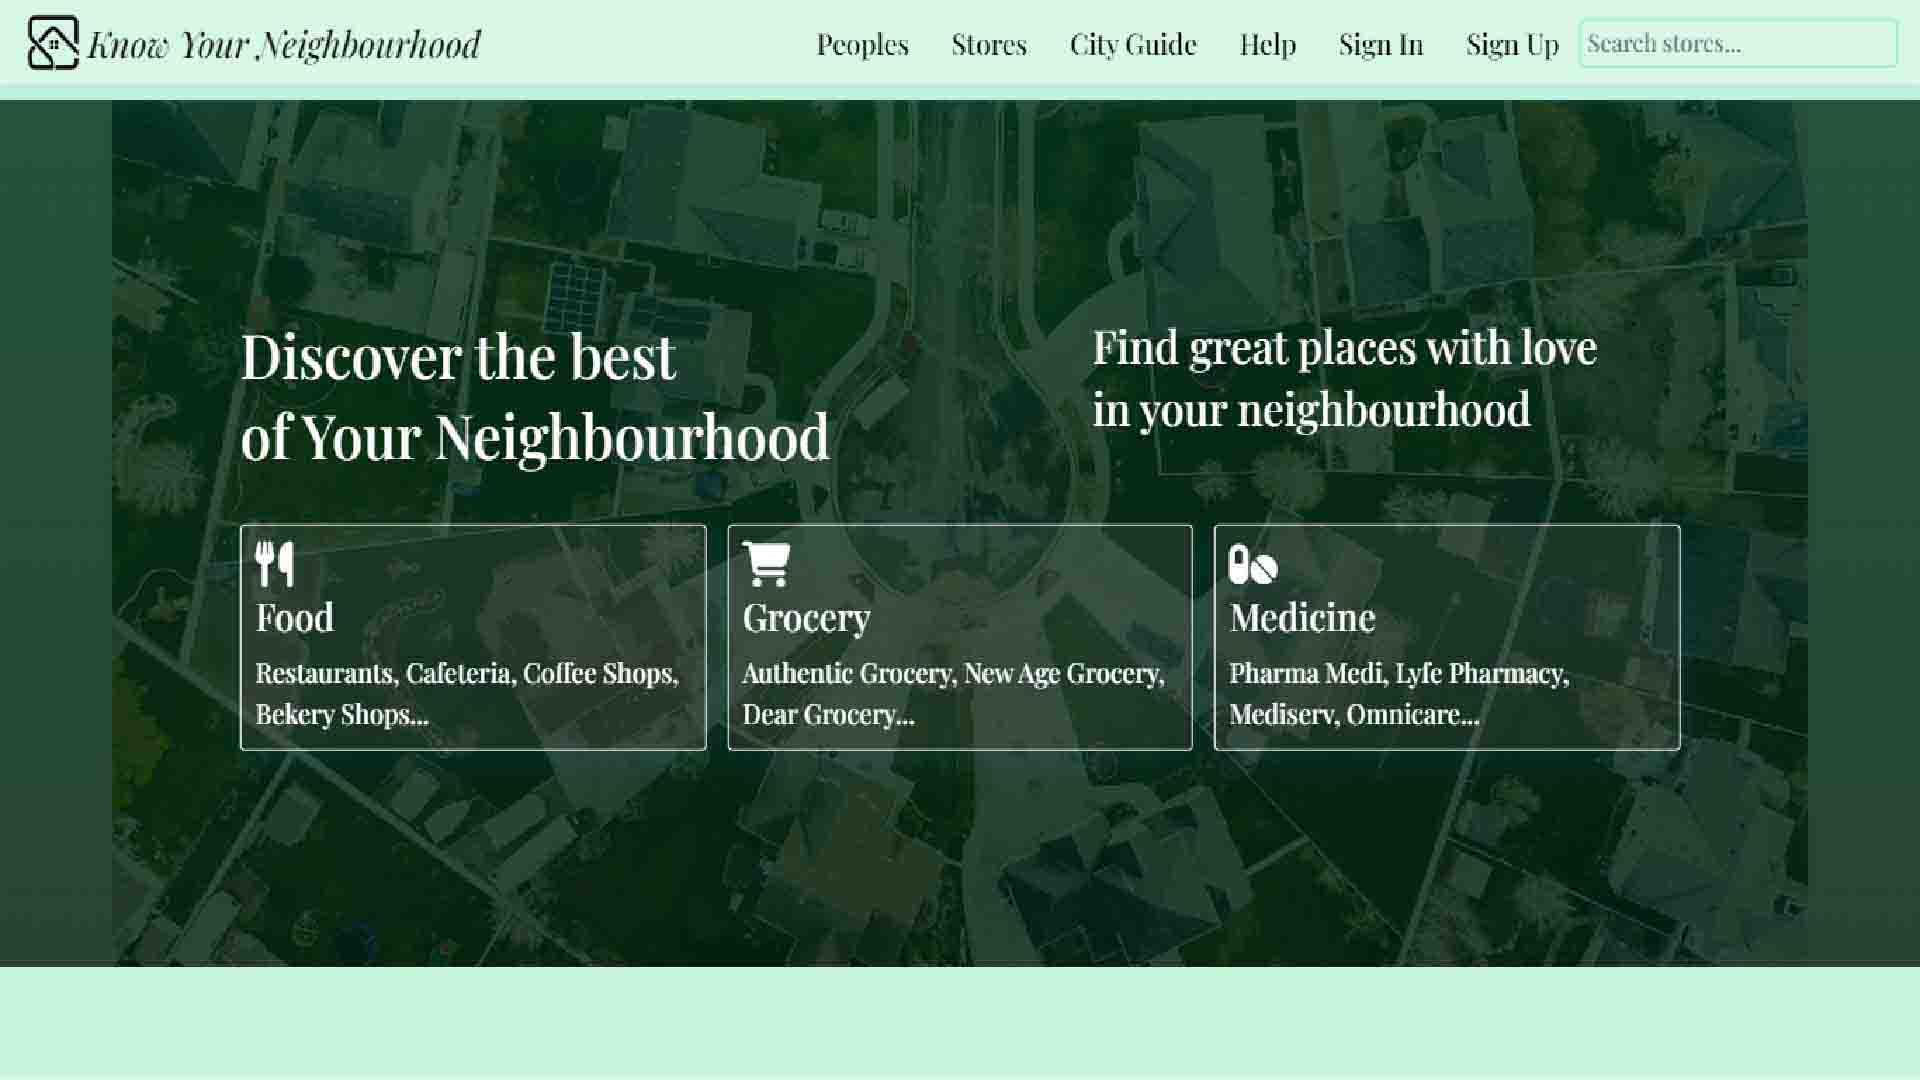 Know Your Neighbourhood
Peoples Stores City Guide Help Sign In Sign Up Search stores...
Discover the best
of Your Neighbourhood
Find great places with love
in your neighbourhood
Food
Restaurants, Cafeteria, Coffee Shops,
Bekery Shops...
Grocery
Authentic Grocery, New Age Grocery,
Dear Grocery...
Medicine
Pharma Medi, Lyfe Pharmacy,
Mediserv, Omnicare...